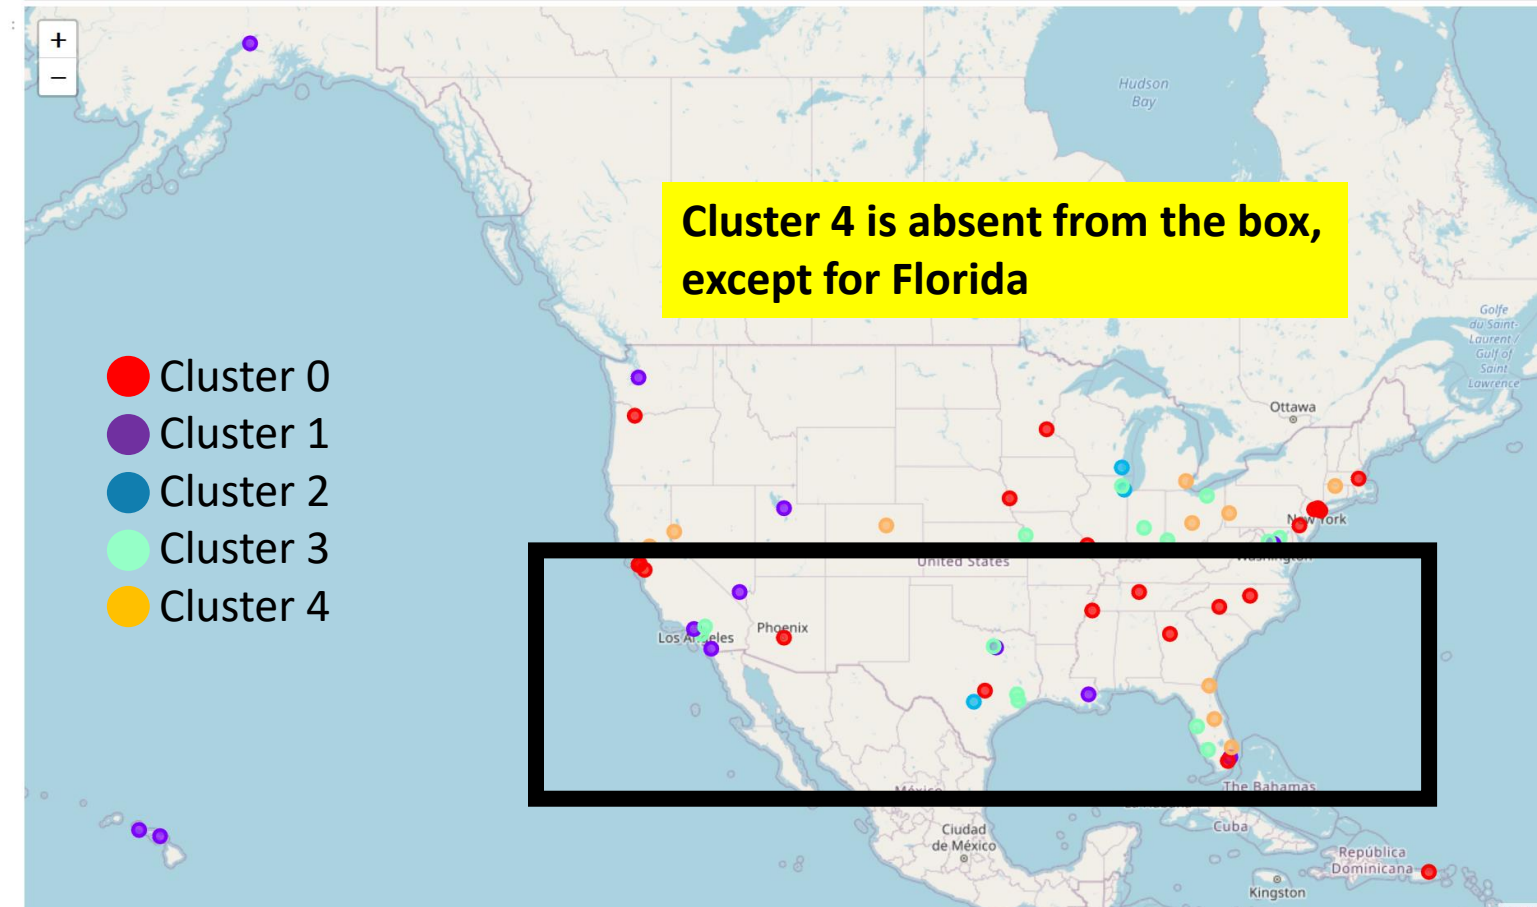 +
−
Hudson
Bay
Cluster 4 is absent from the box,
except for Florida
Golfe
du Saint-
Laurent /
Gulf of
Saint
Lawrence
Cluster 0
Cluster 1
Cluster 2
Cluster 3
Cluster 4
Ottawa
New York
Washington
United States
Los Angeles
Phoenix
México
The Bahamas
Cuba
Ciudad
de México
República
Dominicana
Kingston